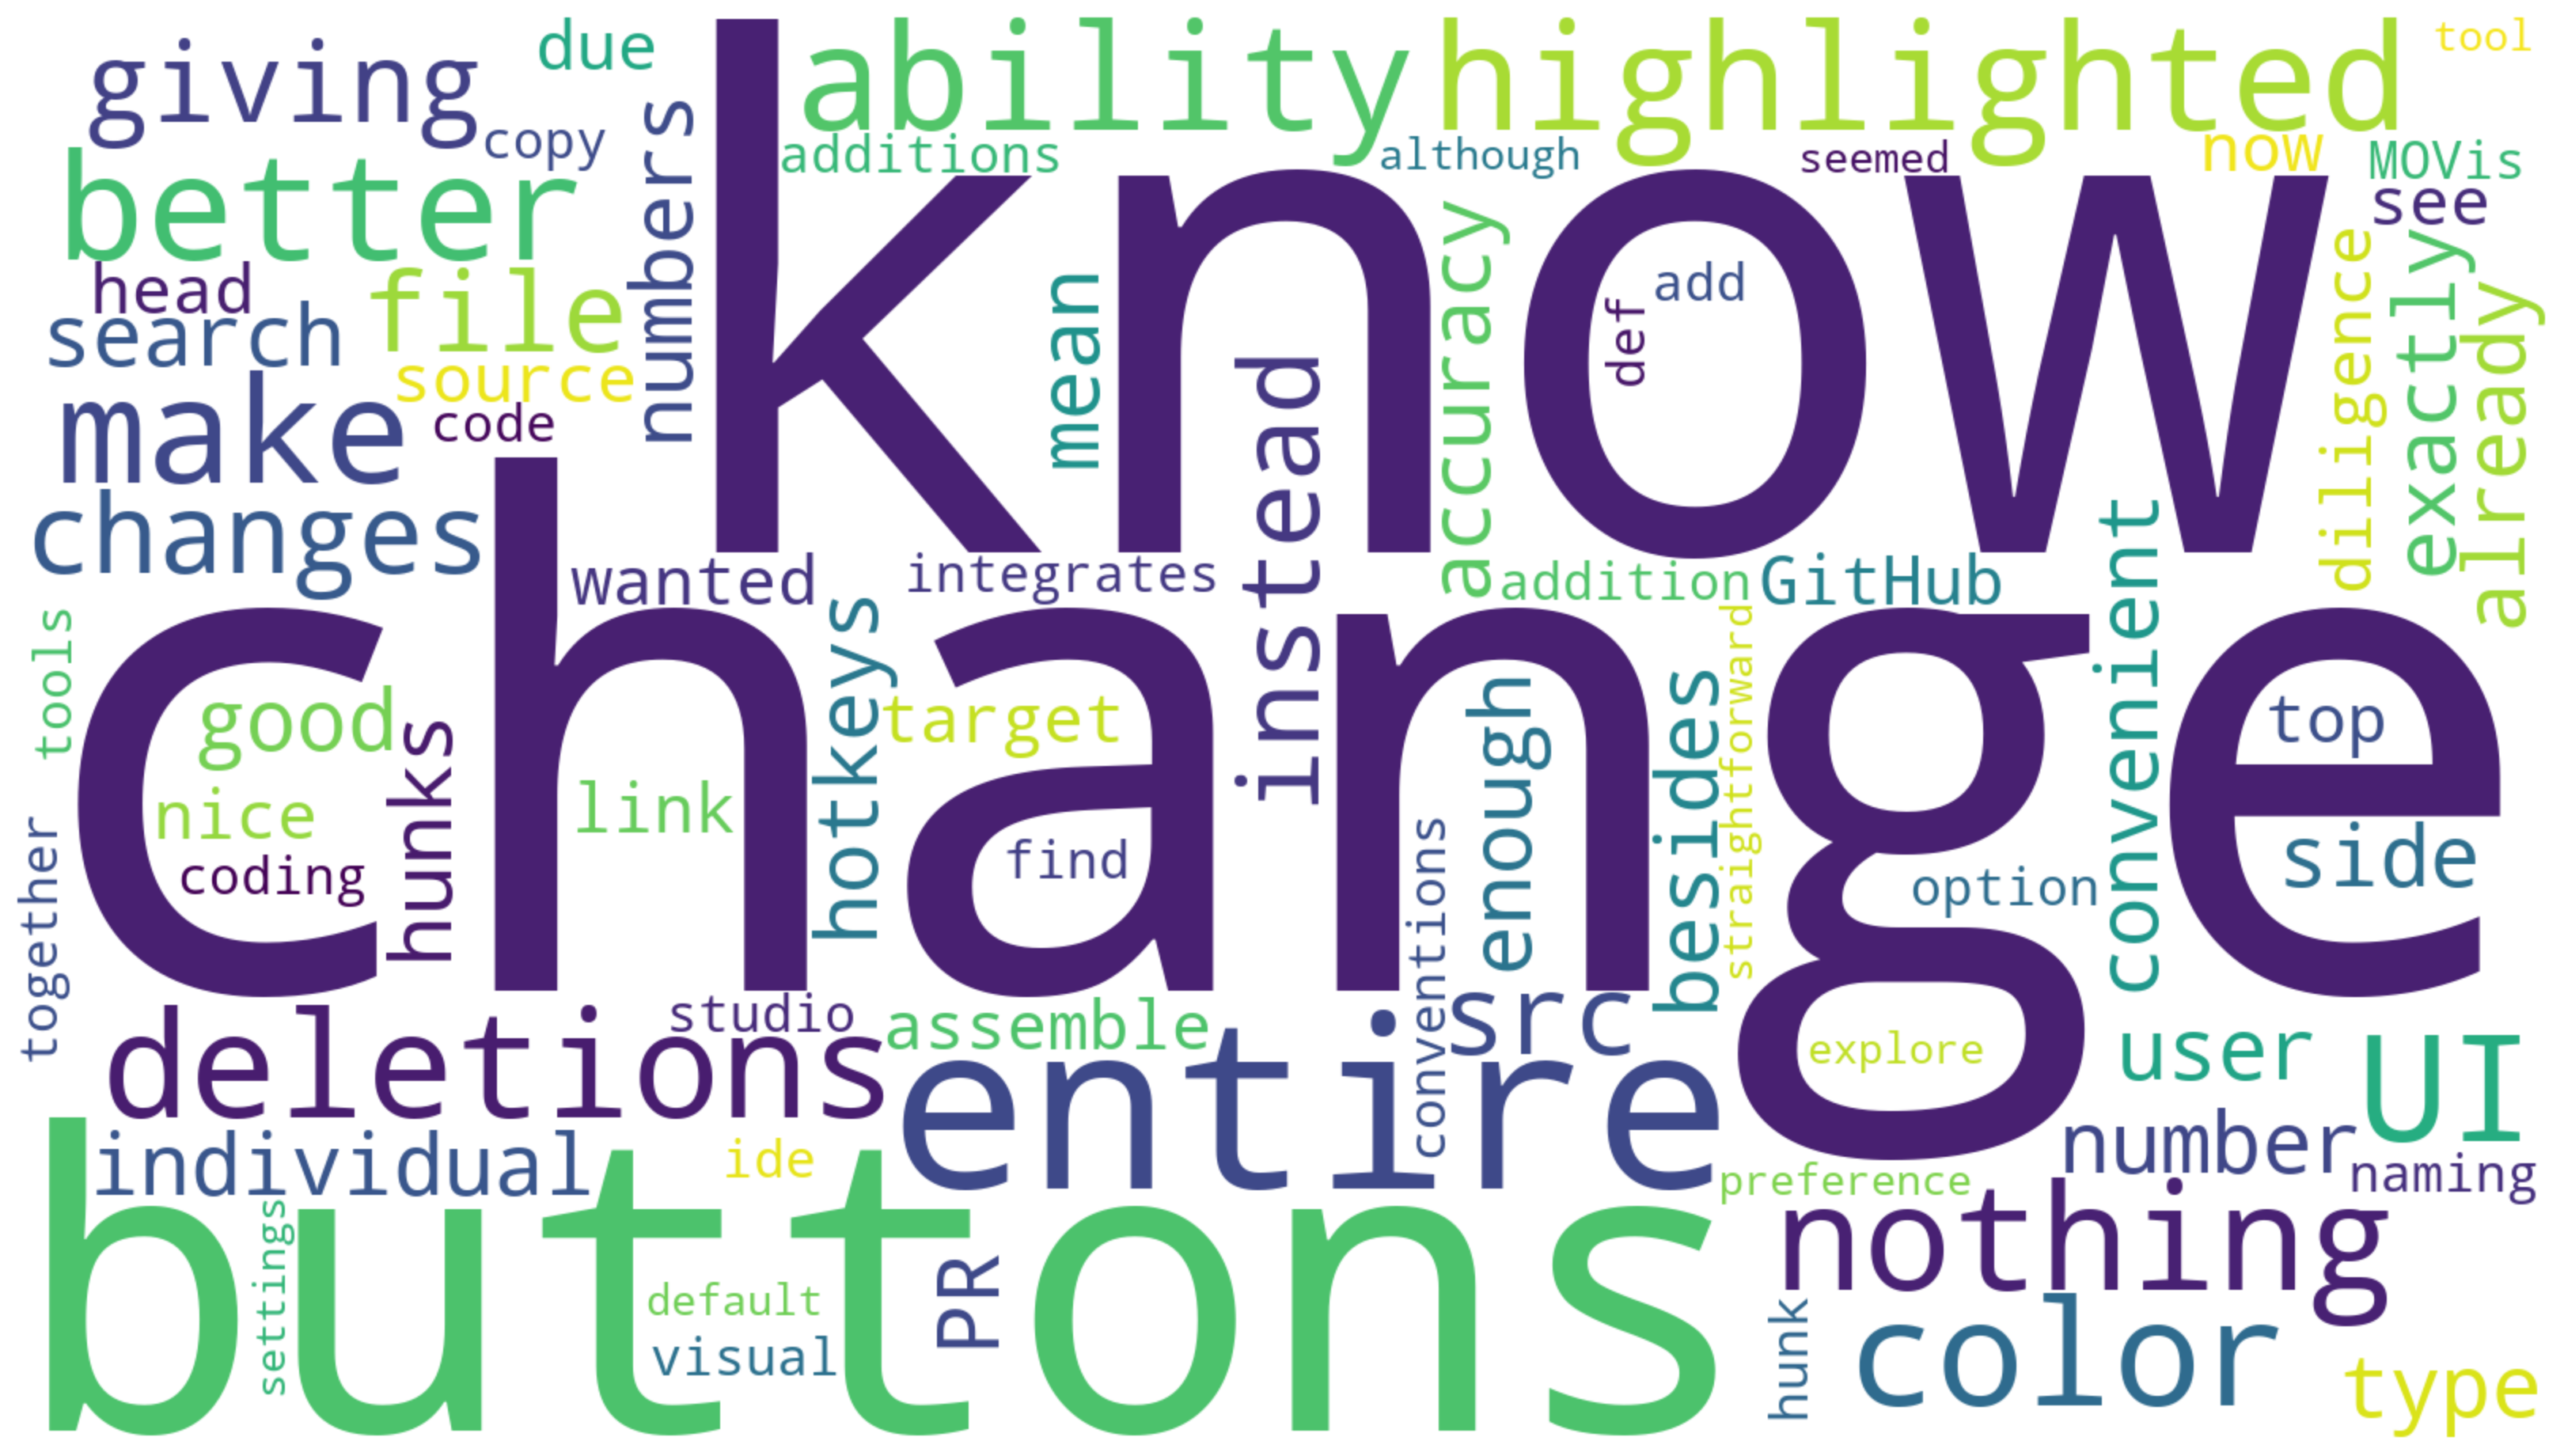 giving
due
know
ability
highlighted
tool
copy
numbers
additions
although
seemed
now
MOVis
better
see
head
file
search
source
mean
accuracy
add
def
diligence
exactly
already
make
code
instead
changes
change
wanted
integrates
addition
GitHub
convenient
tools
hotkeys
good
hunks
target
enough
besides
straightforward
top
nice
link
coding
find
conventions
option
side
together
deletions
studio
assemble
entire
src
explore
user
UI
individual
ide
number
buttons
preference
naming
settings
nothing
PR
default
visual
hunk
color
type